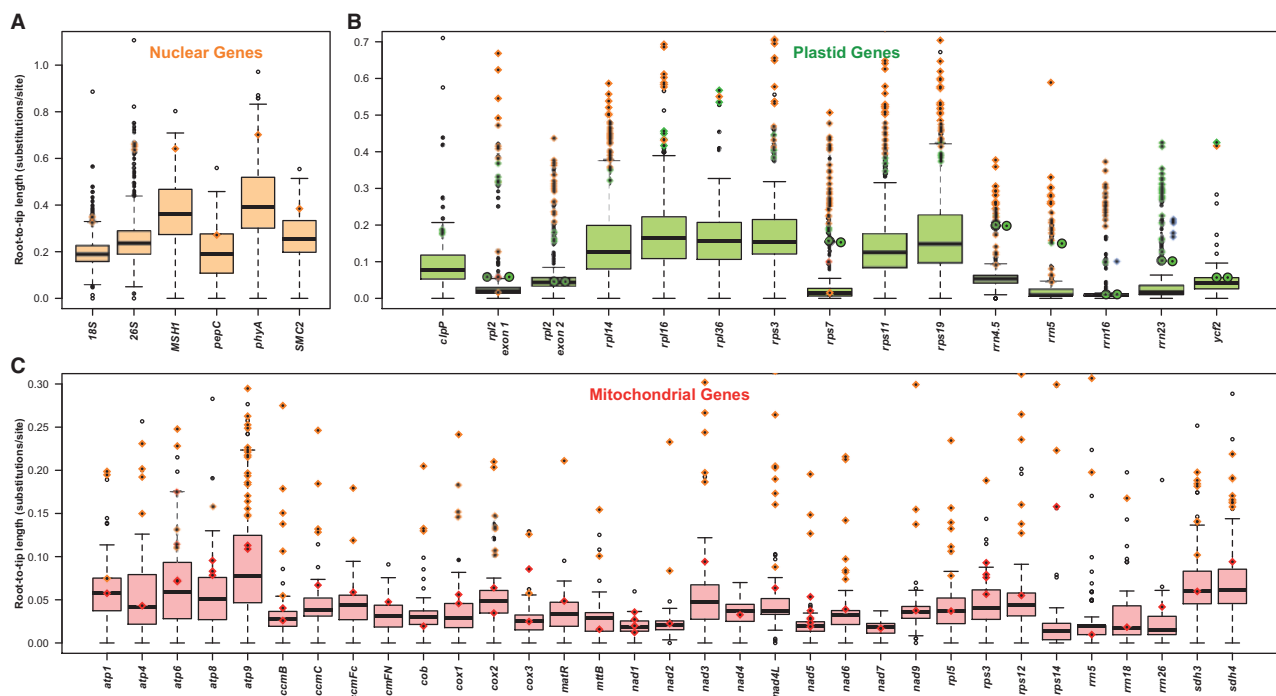 A
Nuclear Genes
Root-to-tip length (substitutions/site)
1.0
0.8
0.6
0.4
0.2
0.0
18S
26S
MSH1
pepC
phyA
SMC2
B
Plastid Genes
0.7
0.6
0.5
0.4
0.3
0.2
0.1
0.0
clpP
rpl2
exon 1
rpl2
exon 2
rpl14
rpl16
rpl36
rps3
rps7
rps11
rps19
rrn4.5
rrn5
rrn16
rrn23
ycf2
C
Mitochondrial Genes
Root-to-tip length (substitutions/site)
0.30
0.25
0.20
0.15
0.10
0.05
0.00
atp1
atp4
atp6
atp8
atp9
ccmB
ccmC
ccmFc
ccmFN
cob
cox1
cox2
cox3
matR
mttB
nad1
nad2
nad3
nad4
nad4L
nad5
nad6
nad7
nad9
rpl5
rps3
rps12
rps14
rrn5
rrn18
rrn26
sdh3
sdh4